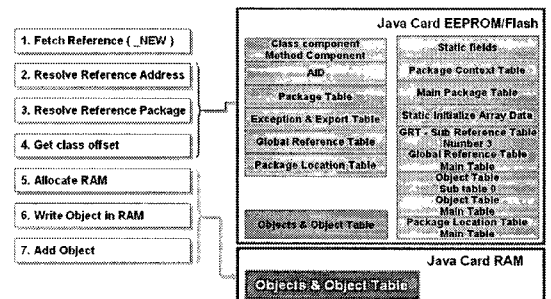 Java Card EEPROM/Flash
1. Fetch Reference ( _NEW )
2. Resolve Reference Address
3. Resolve Reference Package
4. Get class offset
5. Allocate RAM
6. Write Object in RAM
7. Add Object
Class component
Method Component
AID
Package Table
Exception & Export Table
Global Reference Table
Package Location Table
Objects & Object Table
Static fields
Package Context Table
Main Package Table
Static Initialize Array Data
GRT - Sub Reference Table
Number 3
Global Reference Table
Main Table
Object Table
Sub table 0
Object Table
Main Table
Package Location Table
Main Table
Java Card RAM
Objects & Object Table